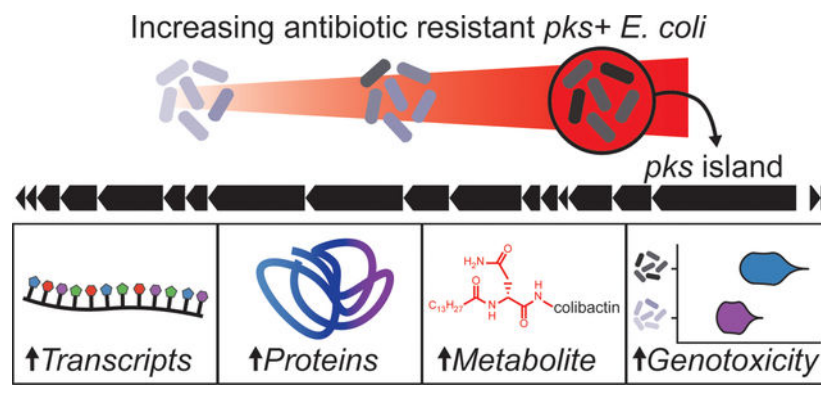 Increasing antibiotic resistant pks+ E. coli
pks island
H₂N
O
C₁₃H₂₇
O
N
H
O
H
N
colibactin
↑Transcripts
↑Proteins
↑Metabolite
↑Genotoxicity